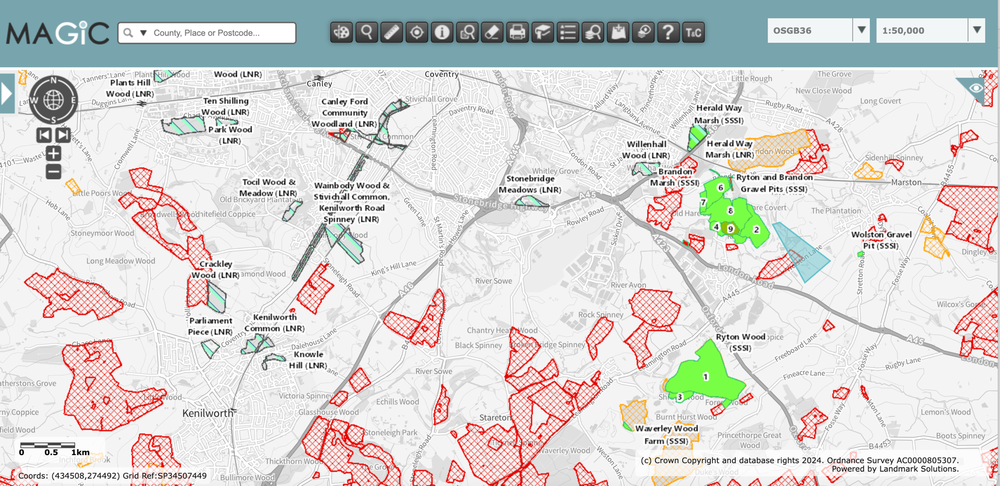 MAGiC
County, Place or Postcode...
T&C
OSGB36
1:50,000
Tanners' Lane
Plants Hill
Wood (LNR)
Wood (LNR)
Canley
Coventry
Little Rough
The Grove
New Close Wood
Long Covert
Duggins Lane
Ten Shilling
Wood (LNR)
Park Wood
(LNR)
Canley Ford
Community
Woodland (LNR)
Stivichall Grove
Daventry Road
Common
London Road
Allard Way
Langbank Avenue
Princethorpe W
Willenhall Lane
Herald Way
Marsh (SSSI)
Rugby Road
A428
N
W
E
S
Cromwell Lane
Leamington Road
A444
Willenhall
Wood (LNR)
Herald Way
Marsh (LNR)
ndon Wood
Sidenhill Spinney
4101
Waste La
London Road
Whitley Grove
Brandon
Marsh (SSSI)
Ryton and Brandon
Gravel Pits (SSSI)
Marston
B4455
Little Poors Wood
Tocil Wood &
Meadow (LNR)
Old Brickyard Plantation
Wainbody Wood &
Stivichall Common,
Kenilworth Road
Spinney (LNR)
Stonebridge
Meadows (LNR)
Stonebridge Highway
A45
Rowley Road
Green Lane
Hob Lane
Broadwells Wood
hitefield Coppice
Stoneymoor Wood
6
7
8
4
9
2
Old Hare
are Covert
The Plantation
St Martin's Road
Howes Lane
Siskin Drive
A423
Wolston Gravel
Pit (SSSI)
Dingley
Long Meadow Wood
Crackley
Wood (LNR)
amond Wood
Stoneleigh Road
King's Hill Lane
River Sowe
River Avon
London Road
A445
Wolston Lane
Stretton Road
Fosse Way
Birmingham Road
A46
Oxford
Wilcox's Gorse
Parliament
Piece (LNR)
Kenilworth
Common (LNR)
Coventry
Dalehouse Lane
Knowle
Hill (LNR)
Rock Spinney
Chantry Heath Wood
Black Spinney
Broken Bridge Spinney
Ryton Wood
(SSSI)
Leamington Road
Freeboard Lane
Fosse Way
Rugby Lane
A45
London
Chase Lane
River Sowe
1
3
Fineacre Lane
Little Wood
Victoria Spinney
Echills Wood
Glasshouse Wood
Kenilworth
Stareton
Leamington Road
Burnt Hurst Wood
Lemon's Wood
Waverley Wood
Farm (SSSI)
Princethorpe Great
Wood
Boots Spinney
B4453
Stoneleigh Park
Waverley Wood
Weston Lane
Thickthorn Wood
The Grove
Stoneleigh Road
Bullimore Wood
Duke's Wood
0 0.5 1km
Inchford Brook
Coords: (434508,274492) Grid Ref:SP34507449
(c) Crown Copyright and database rights 2024. Ordnance Survey AC0000805307.
Powered by Landmark Solutions.